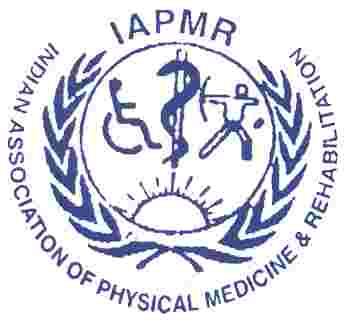 IAPMR
INDIAN ASSOCIATION OF PHYSICAL MEDICINE & REHABILITATION